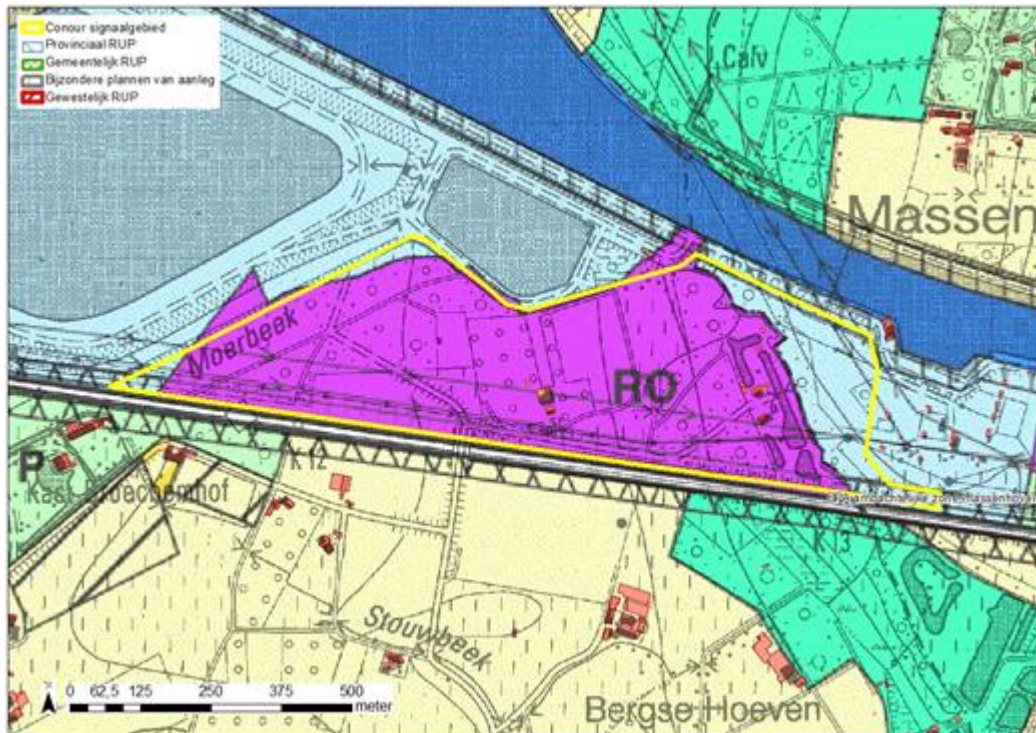 Conour signaalgebied
Provinciaal RUP
Gemeentelijk RUP
Bijzondere plannen van aanleg
Gewestelijk RUP
Calv
Massen
Moerbeek
RO
P
K12
K13
Stouwbeek
Bergse Hoeven
0 62,5 125 250 375 500
meter